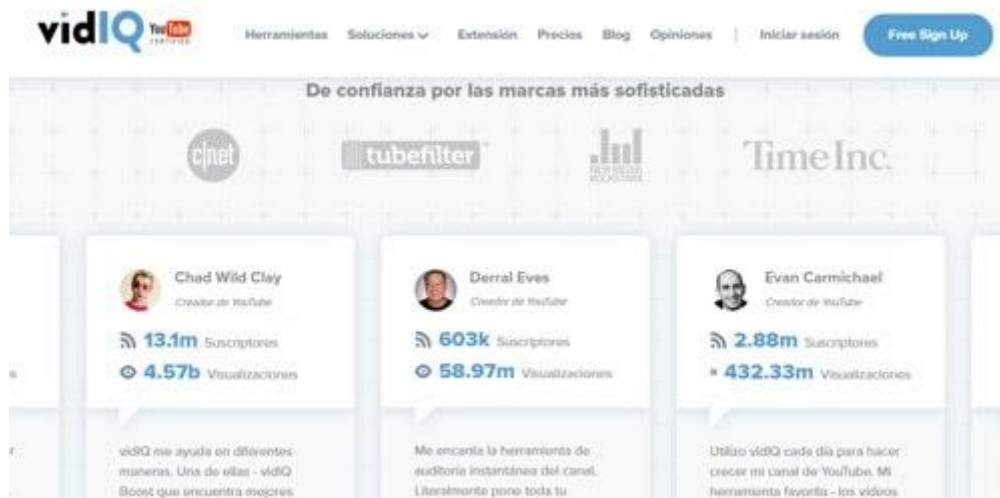 vidIQ YouTube CERTIFIED
Herramientas Soluciones Extensión Precios Blog Opiniones | Iniciar sesión Free Sign Up
De confianza por las marcas más sofisticadas
c|net tubefilter NEW MEDIA ROCKSTARS Time Inc.
Chad Wild Clay
Creador de YouTube
13.1m Suscriptores
4.57b Visualizaciones
vidIQ me ayuda en diferentes
maneras. Una de ellas - vidIQ
Boost que encuentra mejores
Derral Eves
Creador de YouTube
603k Suscriptores
58.97m Visualizaciones
Me encanta la herramienta de
auditoría instantánea del canal.
Literalmente pone toda tu
Evan Carmichael
Creador de YouTube
2.88m Suscriptores
432.33m Visualizaciones
Utilizo vidIQ cada día para hacer
crecer mi canal de YouTube. Mi
herramienta favorita - los videos